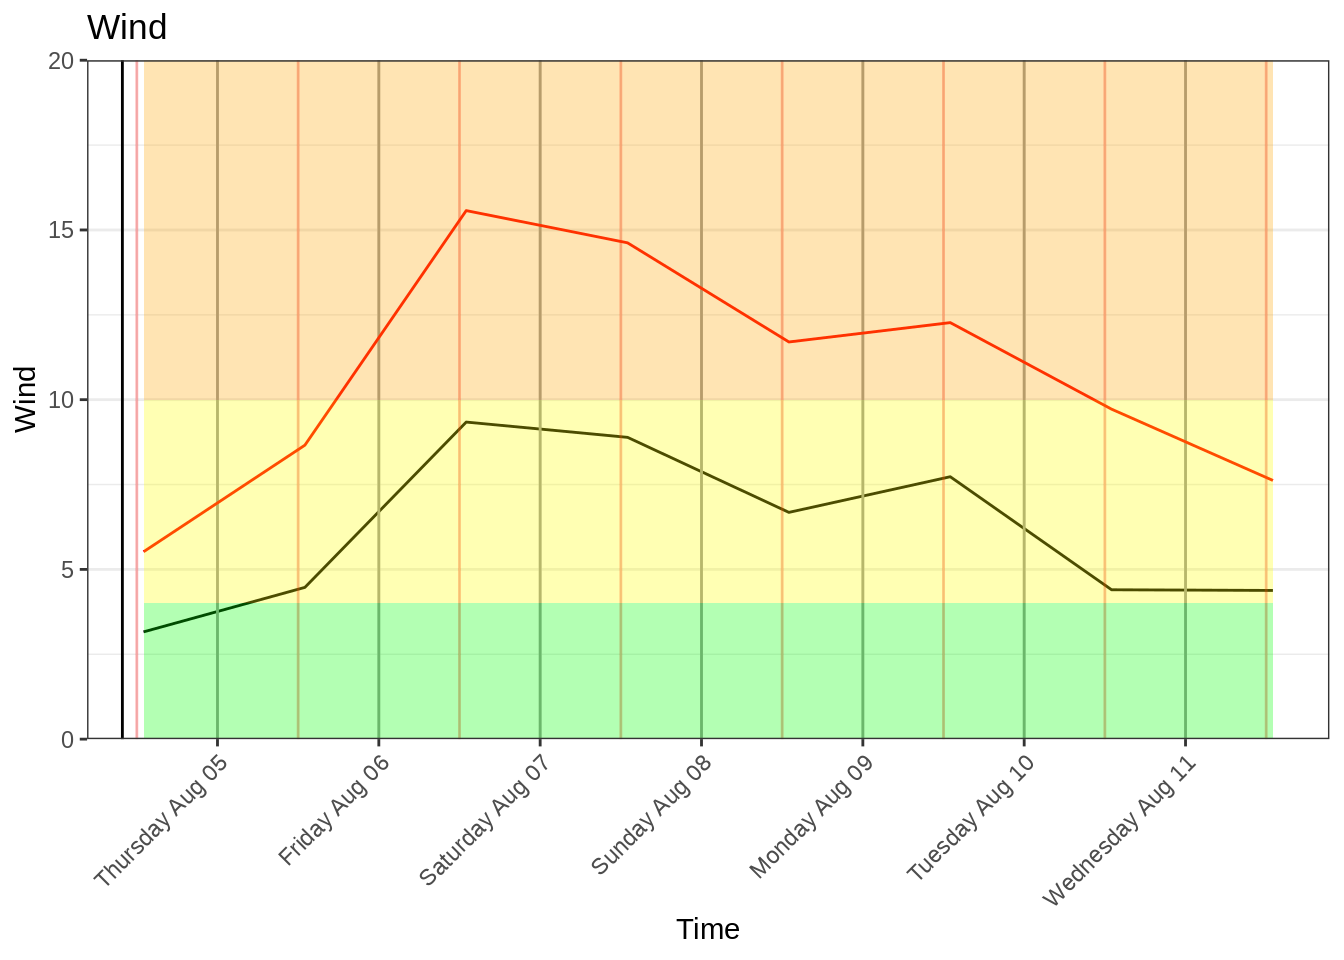 Wind
20
15
10
5
0
Wind
Thursday Aug 05
Friday Aug 06
Saturday Aug 07
Sunday Aug 08
Monday Aug 09
Tuesday Aug 10
Wednesday Aug 11
Time